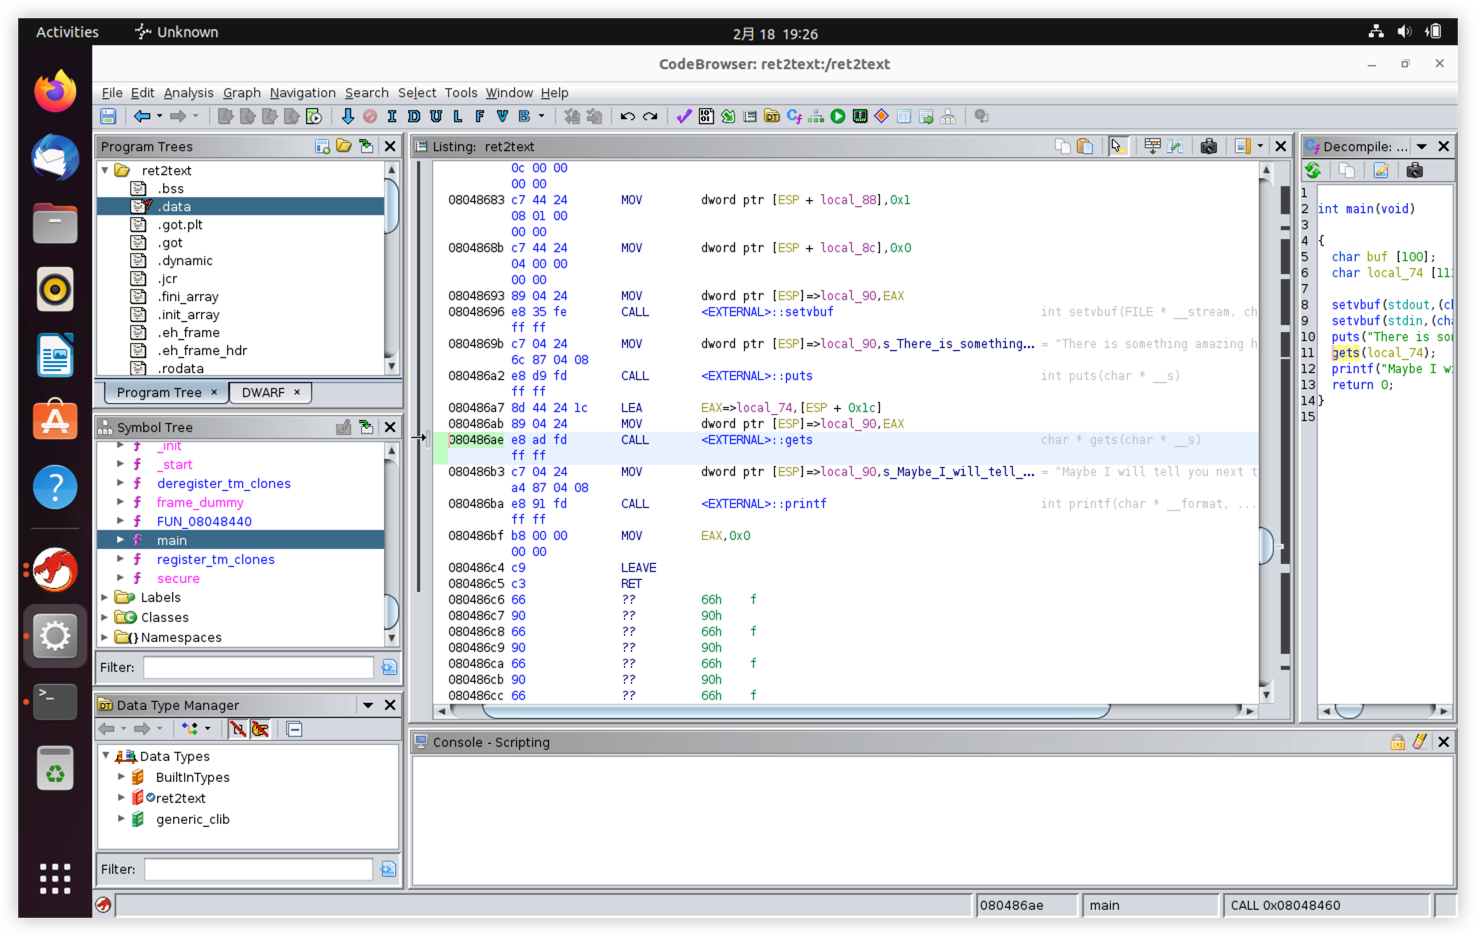 Activities Unknown 2月 18 19:26
CodeBrowser: ret2text:/ret2text
File Edit Analysis Graph Navigation Search Select Tools Window Help
I D U L F V B
Program Trees
ret2text
.bss
.data
.got.plt
.got
.dynamic
.jcr
.fini_array
.init_array
.eh_frame
.eh_frame_hdr
.rodata
Program Tree × DWARF ×
Symbol Tree
f _init
f _start
f deregister_tm_clones
f frame_dummy
f FUN_08048440
f main
f register_tm_clones
f secure
Labels
Classes
Namespaces
Filter:
Data Type Manager
Data Types
BuiltInTypes
ret2text
generic_clib
Filter:
Listing: ret2text
0c 00 00
00 00
08048683 c7 44 24 MOV dword ptr [ESP + local_88],0x1
08 01 00
00 00
0804868b c7 44 24 MOV dword ptr [ESP + local_8c],0x0
04 00 00
00 00
08048693 89 04 24 MOV dword ptr [ESP]=>local_90,EAX
08048696 e8 35 fe CALL <EXTERNAL>::setvbuf int setvbuf(FILE * __stream, ch
ff ff
0804869b c7 04 24 MOV dword ptr [ESP]=>local_90,s_There_is_something... = "There is something amazing h
6c 87 04 08
080486a2 e8 d9 fd CALL <EXTERNAL>::puts int puts(char * __s)
ff ff
080486a7 8d 44 24 1c LEA EAX=>local_74,[ESP + 0x1c]
080486ab 89 04 24 MOV dword ptr [ESP]=>local_90,EAX
080486ae e8 ad fd CALL <EXTERNAL>::gets char * gets(char * __s)
ff ff
080486b3 c7 04 24 MOV dword ptr [ESP]=>local_90,s_Maybe_I_will_tell_... = "Maybe I will tell you next t
a4 87 04 08
080486ba e8 91 fd CALL <EXTERNAL>::printf int printf(char * __format, ...
ff ff
080486bf b8 00 00 MOV EAX,0x0
00 00
080486c4 c9 LEAVE
080486c5 c3 RET
080486c6 66 ?? 66h f
080486c7 90 ?? 90h
080486c8 66 ?? 66h f
080486c9 90 ?? 90h
080486ca 66 ?? 66h f
080486cb 90 ?? 90h
080486cc 66 ?? 66h f
Decompile: ...
1
2 int main(void)
3
4 {
5 char buf [100];
6 char local_74 [11
7
8 setvbuf(stdout,(c
9 setvbuf(stdin,(cha
10 puts("There is so
11 gets(local_74);
12 printf("Maybe I w
13 return 0;
14 }
15
Console - Scripting
080486ae main CALL 0x08048460